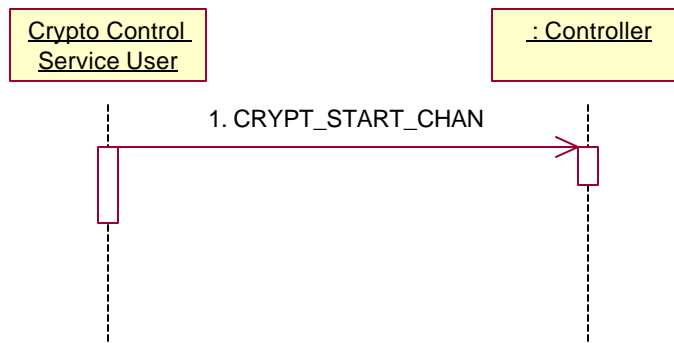 Crypto Control
Service User
: Controller
1. CRYPT_START_CHAN